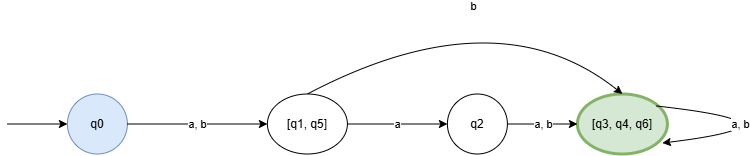 b
q0
a, b
[q1, q5]
a
q2
a, b
[q3, q4, q6]
a, b